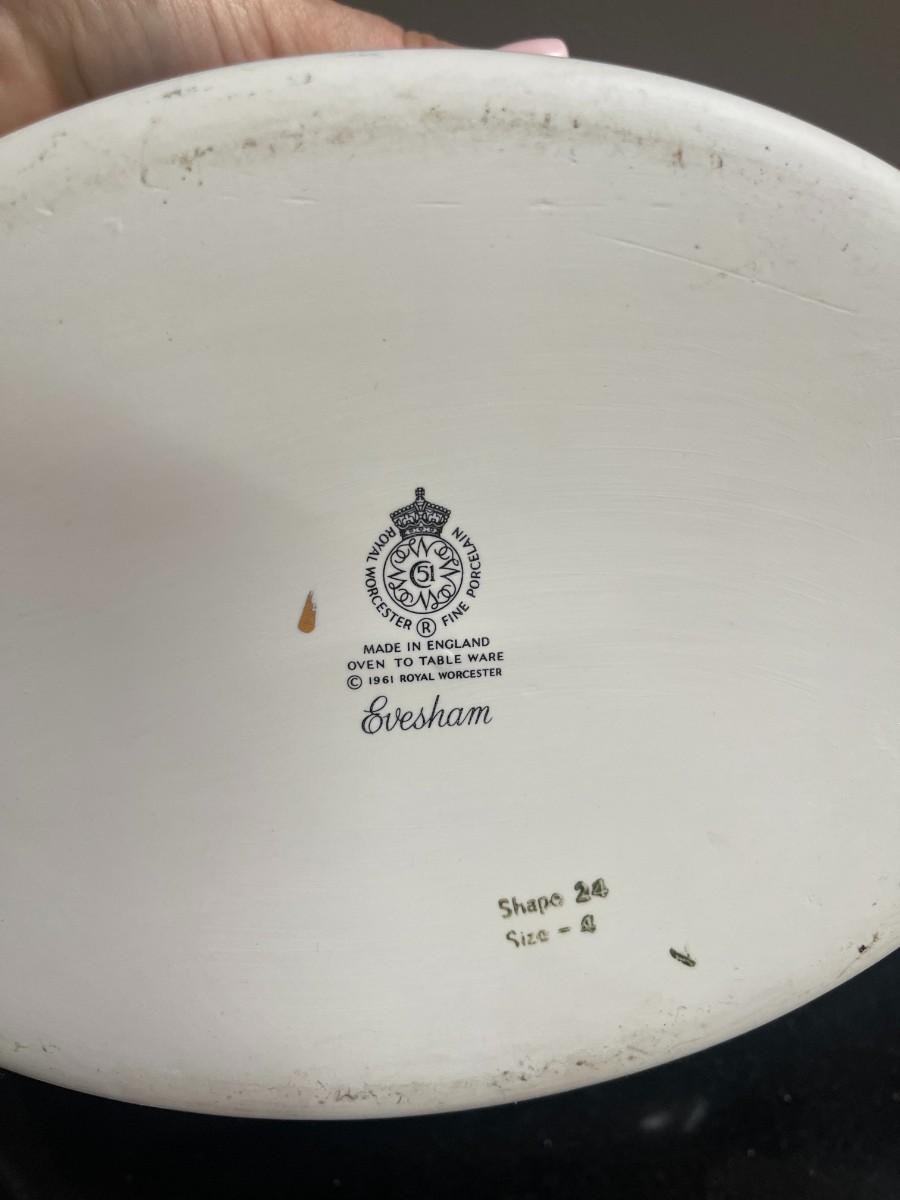 ROYAL WORCESTER ® FINE PORCELAIN
C51
MADE IN ENGLAND
OVEN TO TABLE WARE
© 1961 ROYAL WORCESTER
Evesham
Shape 24
Size - 4